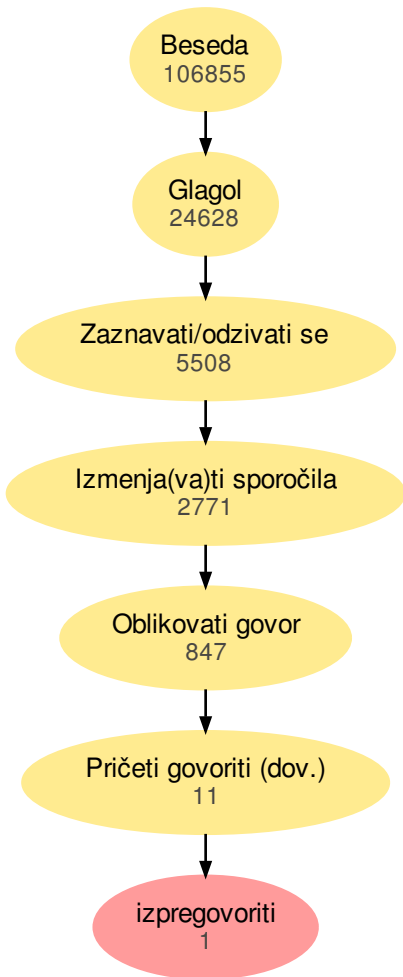 Beseda
106855
Glagol
24628
Zaznavati/odzivati se
5508
Izmenja(va)ti sporočila
2771
Oblikovati govor
847
Pričeti govoriti (dov.)
11
izpregovoriti
1